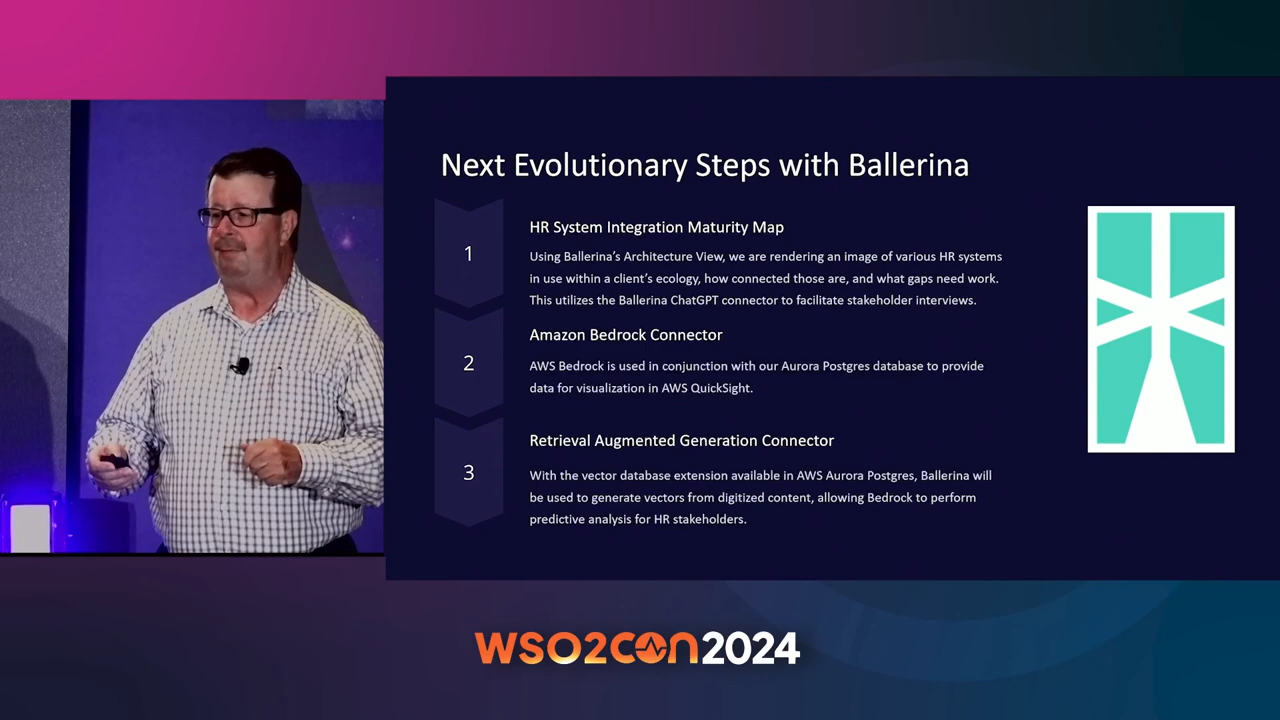 Next Evolutionary Steps with Ballerina
1
HR System Integration Maturity Map
Using Ballerina’s Architecture View, we are rendering an image of various HR systems
in use within a client’s ecology, how connected those are, and what gaps need work.
This utilizes the Ballerina ChatGPT connector to facilitate stakeholder interviews.
2
Amazon Bedrock Connector
AWS Bedrock is used in conjunction with our Aurora Postgres database to provide
data for visualization in AWS QuickSight.
3
Retrieval Augmented Generation Connector
With the vector database extension available in AWS Aurora Postgres, Ballerina will
be used to generate vectors from digitized content, allowing Bedrock to perform
predictive analysis for HR stakeholders.
WSO2CON2024